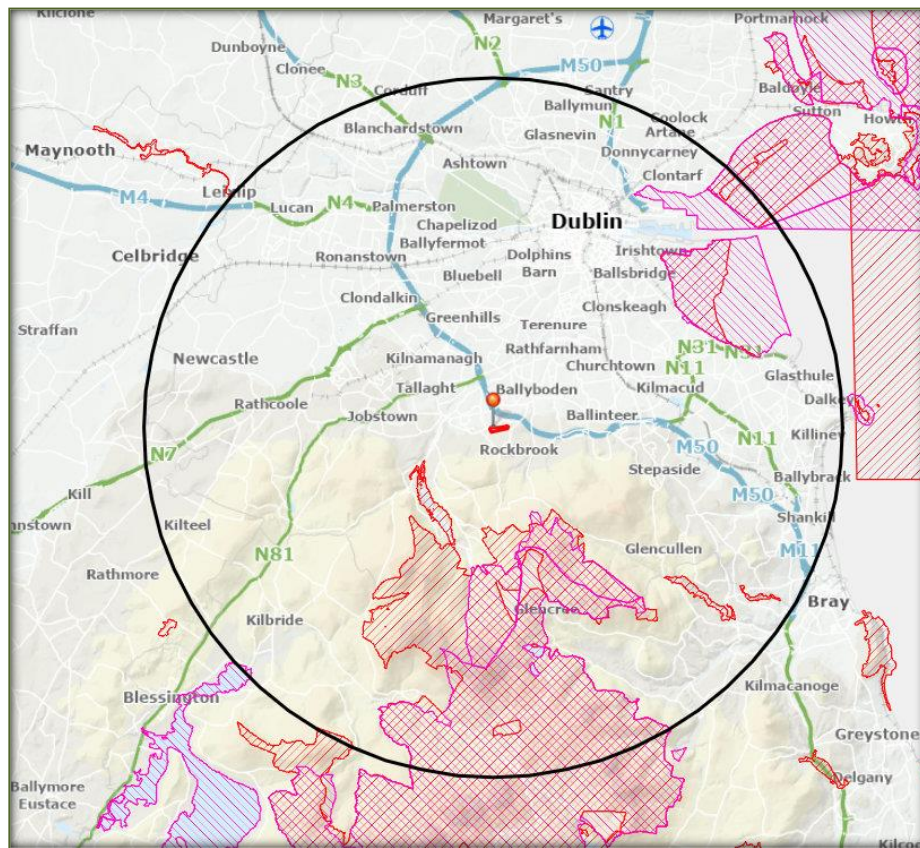 Kilclone
Margaret's
Portmarnock
Dunboyne
N2
Clonee
M50
N3
Corduff
Santry
Baldoyle
Ballymun
N1
Sutton
Howth
Coolock
Blanchardstown
Glasnevin
Artane
Maynooth
Donnycarney
Ashtown
Clontarf
Leixlip
M4
Lucan
N4
Palmerston
Dublin
Chapelizod
Ballyfermot
Irishtown
Celbridge
Ronanstown
Dolphins
Barn
Ballsbridge
Bluebell
Clondalkin
Clonskeagh
Greenhills
Terenure
Straffan
N31
N31
Rathfarnham
Newcastle
Kilnamanagh
Churchtown
N11
Glasthule
Tallaght
Ballyboden
Kilmacud
Rathcoole
Dalkey
Jobstown
Ballinteer
N11
Killiney
N7
Rockbrook
M50
Stepaside
Ballybrack
Kill
M50
Shankill
Kilteel
N81
Glencullen
M11
Rathmore
Bray
Glencree
Kilbride
Blessington
Kilmacanoge
Greystone
Delgany
Ballymore
Eustace